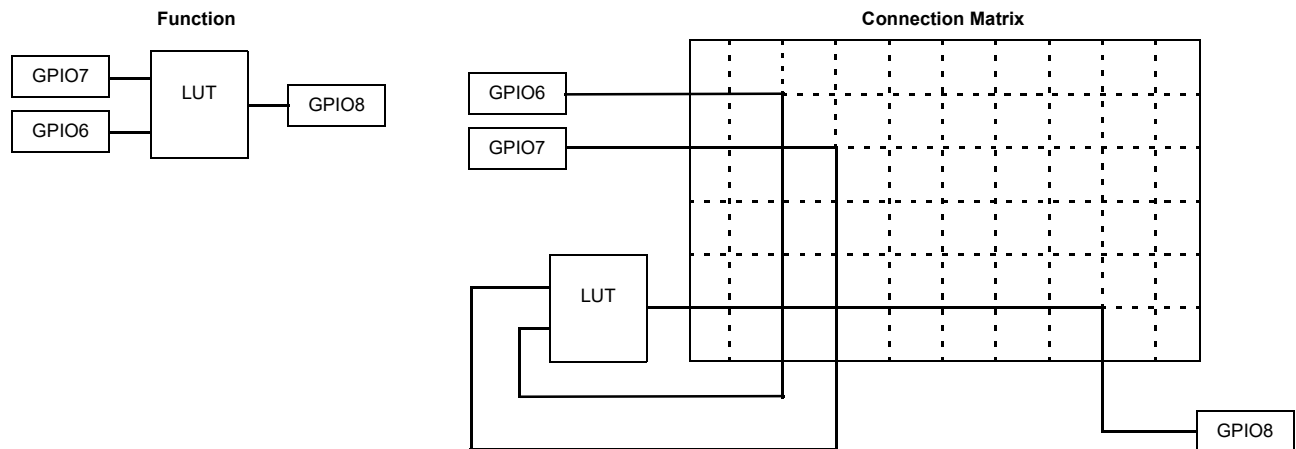 Function
GPIO7
GPIO6
LUT
GPIO8
Connection Matrix
GPIO6
GPIO7
LUT
GPIO8